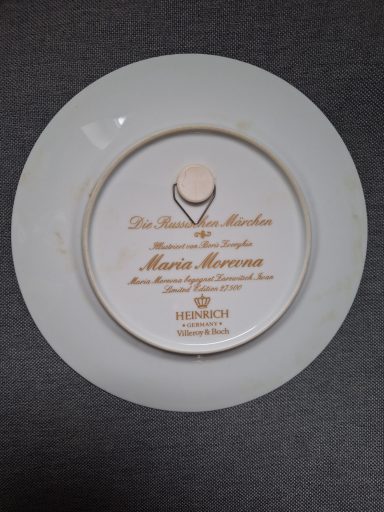 Die Russischen Märchen
Illustriert von Boris Zvorykin
Maria Morevna
Maria Morevna begegnet Zarewitsch Iwan
Limited Edition 27.500
HEINRICH
• GERMANY •
Villeroy & Boch